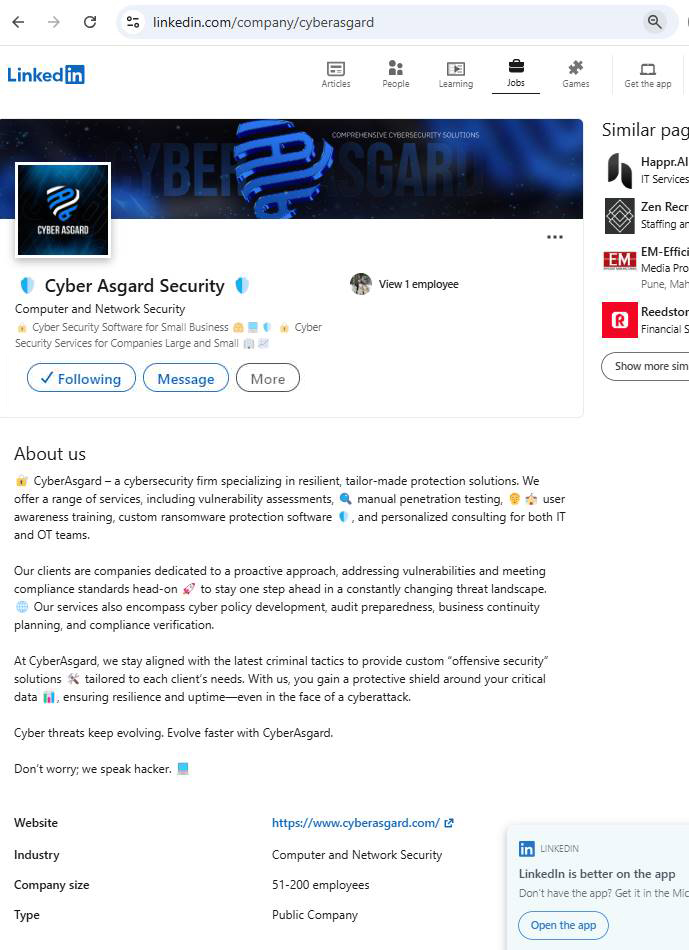 linkedin.com/company/cyberasgard
Linkedin
Articles
People
Learning
Jobs
Games
Get the app
COMPREHENSIVE CYBERSECURITY SOLUTIONS
CYBER ASGARD
CYBER ASGARD
Similar pag
Happr.AI
IT Services
Zen Recr
Staffing an
EM-Effici
Media Pro
Pune, Mah
Reedstor
Financial S
Show more sim
Cyber Asgard Security
View 1 employee
Computer and Network Security
🔒 Cyber Security Software for Small Business 🔒 Cyber
Security Services for Companies Large and Small
✓ Following
Message
More
About us
🔐 CyberAsgard – a cybersecurity firm specializing in resilient, tailor-made protection solutions. We
offer a range of services, including vulnerability assessments, 🔍 manual penetration testing, user
awareness training, custom ransomware protection software 🛡️, and personalized consulting for both IT
and OT teams.
Our clients are companies dedicated to a proactive approach, addressing vulnerabilities and meeting
compliance standards head-on 🚀 to stay one step ahead in a constantly changing threat landscape.
🌐 Our services also encompass cyber policy development, audit preparedness, business continuity
planning, and compliance verification.
At CyberAsgard, we stay aligned with the latest criminal tactics to provide custom “offensive security”
solutions 🛠️ tailored to each client’s needs. With us, you gain a protective shield around your critical
data 📊, ensuring resilience and uptime—even in the face of a cyberattack.
Cyber threats keep evolving. Evolve faster with CyberAsgard.
Don’t worry; we speak hacker. 💻
Website
https://www.cyberasgard.com/
Industry
Computer and Network Security
Company size
51-200 employees
Type
Public Company
in LINKEDIN
LinkedIn is better on the app
Don’t have the app? Get it in the Mic
Open the app